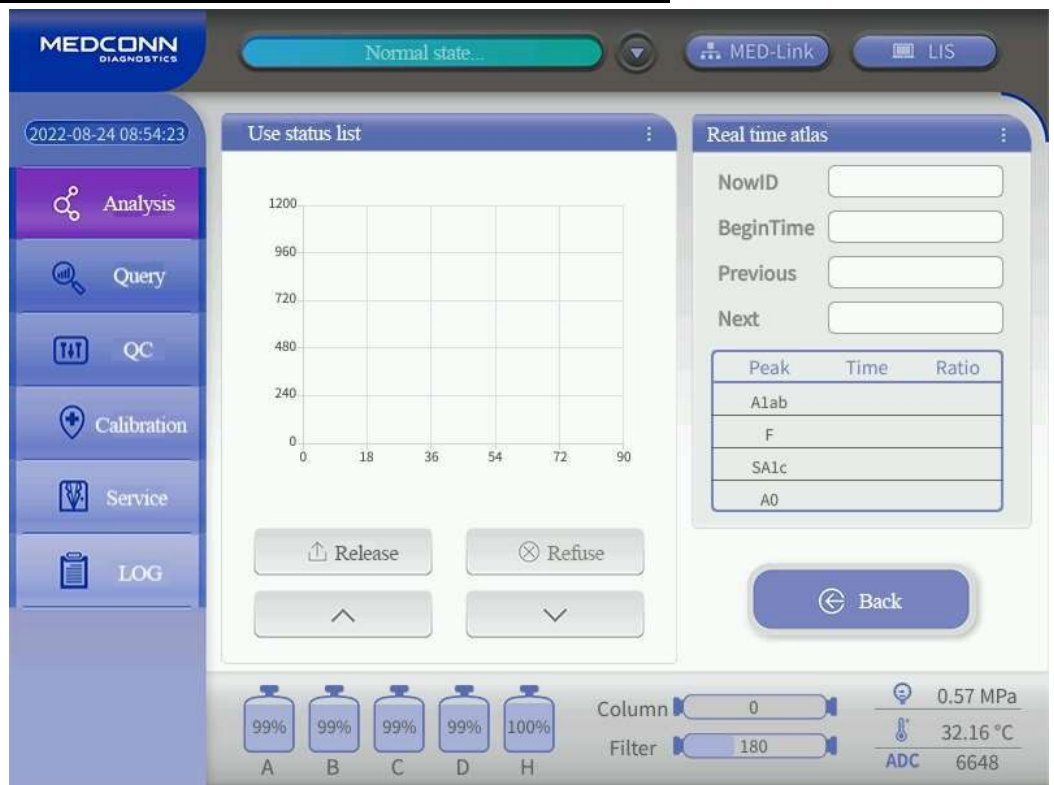 MEDCONN
DIAGNOSTICS
Normal state...
MED-Link
LIS
2022-08-24 08:54:23
Analysis
Query
QC
Calibration
Service
LOG
Use status list
1200
960
720
480
240
0
0 18 36 54 72 90
Release
Refuse
Real time atlas
NowID
BeginTime
Previous
Next
Peak Time Ratio
A1ab
F
SA1c
A0
Back
99% 99% 99% 99% 100%
A B C D H
Column 0
Filter 180
0.57 MPa
32.16 °C
ADC 6648